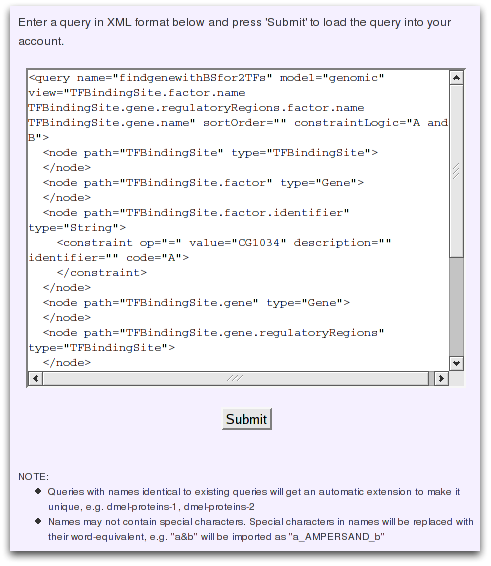 Enter a query in XML format below and press 'Submit' to load the query into your
account.
<query name="findgenewithBSfor2TFs" model="genomic"
view="TFBindingSite.factor.name
TFBindingSite.gene.regulatoryRegions.factor.name
TFBindingSite.gene.name" sortOrder="" constraintLogic="A and
B">
  <node path="TFBindingSite" type="TFBindingSite">
  </node>
  <node path="TFBindingSite.factor" type="Gene">
  </node>
  <node path="TFBindingSite.factor.identifier"
type="String">
    <constraint op="=" value="CG1034" description=""
identifier="" code="A">
    </constraint>
  </node>
  <node path="TFBindingSite.gene" type="Gene">
  </node>
  <node path="TFBindingSite.gene.regulatoryRegions"
type="TFBindingSite">
  </node>
Submit
NOTE:
Queries with names identical to existing queries will get an automatic extension to make it
unique, e.g. dmel-proteins-1, dmel-proteins-2
Names may not contain special characters. Special characters in names will be replaced with
their word-equivalent, e.g. "a&b" will be imported as "a_AMPERSAND_b"